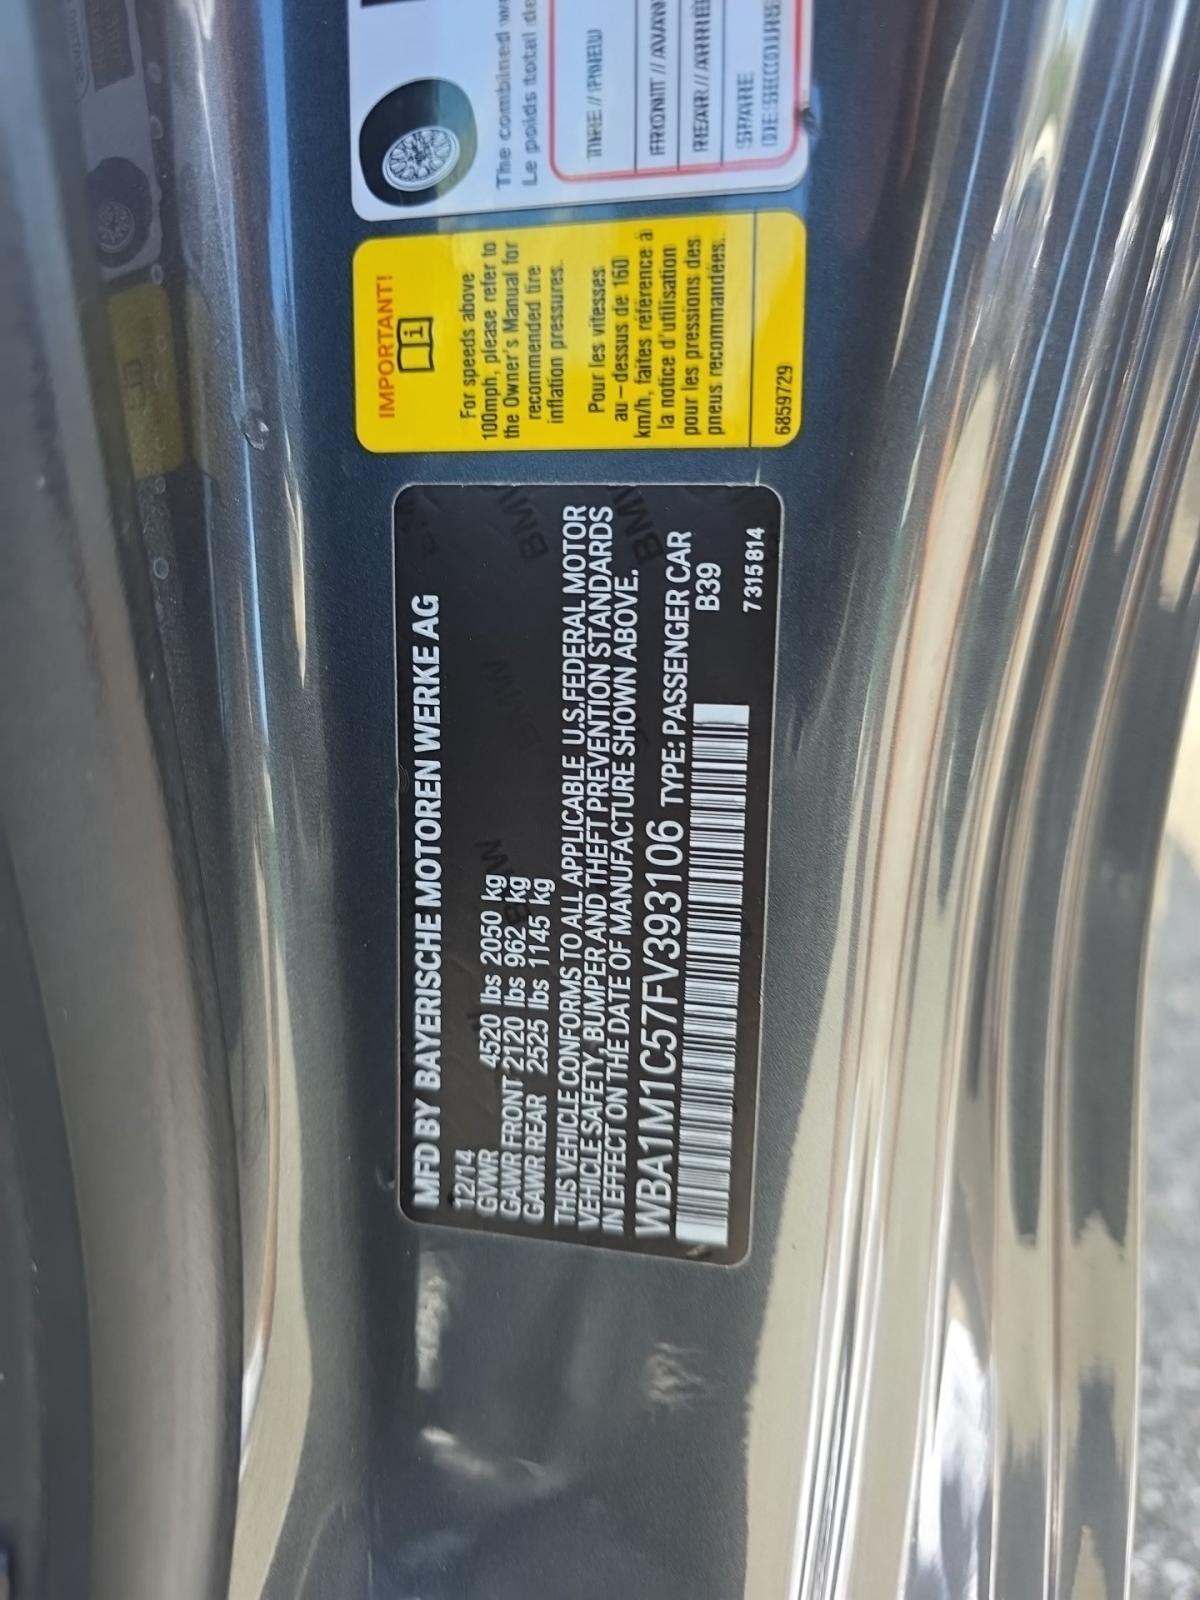 MFD BY BAYERISCHE MOTOREN WERKE AG
12/14
GVWR 4520 lbs 2050 kg
GAWR FRONT 2120 lbs 962 kg
GAWR REAR 2525 lbs 1145 kg
THIS VEHICLE CONFORMS TO ALL APPLICABLE U.S.FEDERAL MOTOR
VEHICLE SAFETY, BUMPER AND THEFT PREVENTION STANDARDS
IN EFFECT ON THE DATE OF MANUFACTURE SHOWN ABOVE.
WBA1M1C57FV393106 TYPE: PASSENGER CAR
B39
7315814
IMPORTANT!
For speeds above
100mph, please refer to
the Owner's Manual for
recommended tire
inflation pressures.
Pour les vitesses
au-dessus de 160
km/h, faites référence à
la notice d'utilisation
pour les pressions des
pneus recommandées.
6859729
The combined
Le poids total
TIRE // PNEU
FRONT //
REAR //
SPARE
DE SECOURS